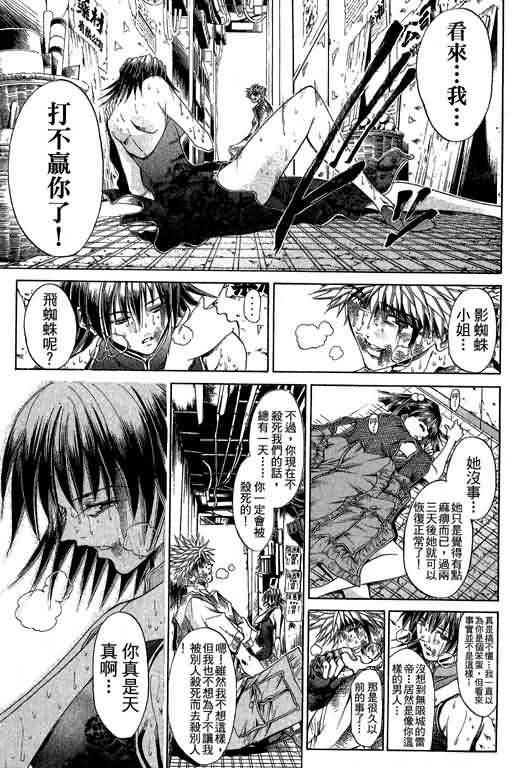 看來…我…
打不贏你了！
影蜘蛛
小姐…
……
飛蜘蛛呢？
她沒事…
她只是覺得有點
麻痺而已，過兩
三天後她就可以
恢復正常了！
不過，你現在不
殺死我們的話，
總有一天……你一定會被
殺死的！
真是搞不懂…我一直以
為你是個笨蛋，但看來
事實並不是這樣…
沒想到無限城的雷
帝…居然是像你這
樣的男人…
那是很久以
前的事了…
嗯！雖然我不想這樣，
但我也不想為了不讓我
被別人殺死而去殺別人
你真是天
真啊…